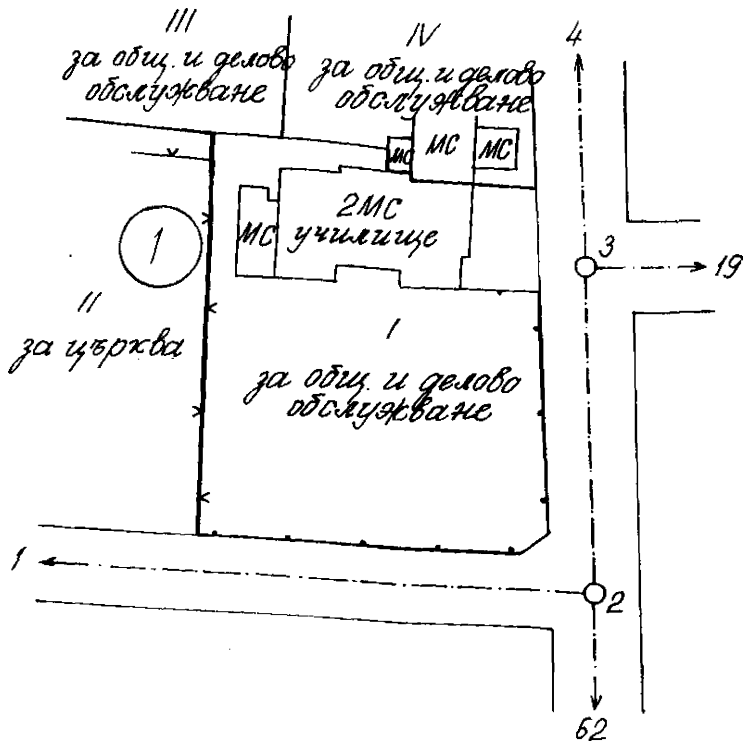 III
за общ. и делово
обслужване
IV
за общ. и делово
обслужване
4
МС
МС
МС
2МС
училище
МС
1
3
19
II
за църква
I
за общ. и делово
обслужване
1
2
62